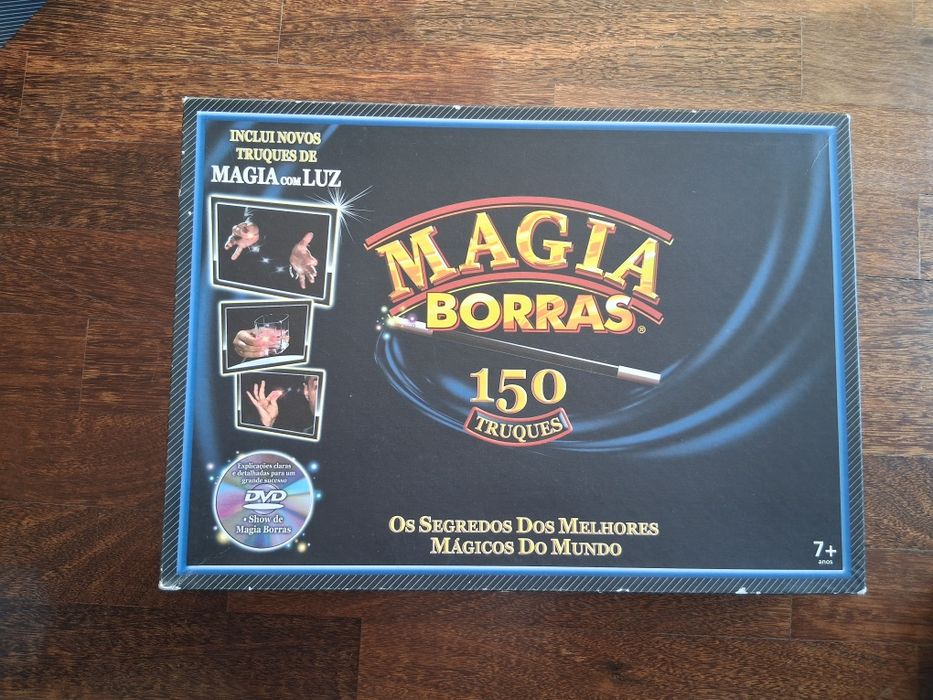 INCLUI NOVOS
TRUQUES DE
MAGIA COM LUZ
MAGIA
BORRAS®
150
TRUQUES
Explicações claras
e detalhadas para um
grande sucesso
DVD
• Show de
Magia Borras
OS SEGREDOS DOS MELHORES
MÁGICOS DO MUNDO
7+
anos